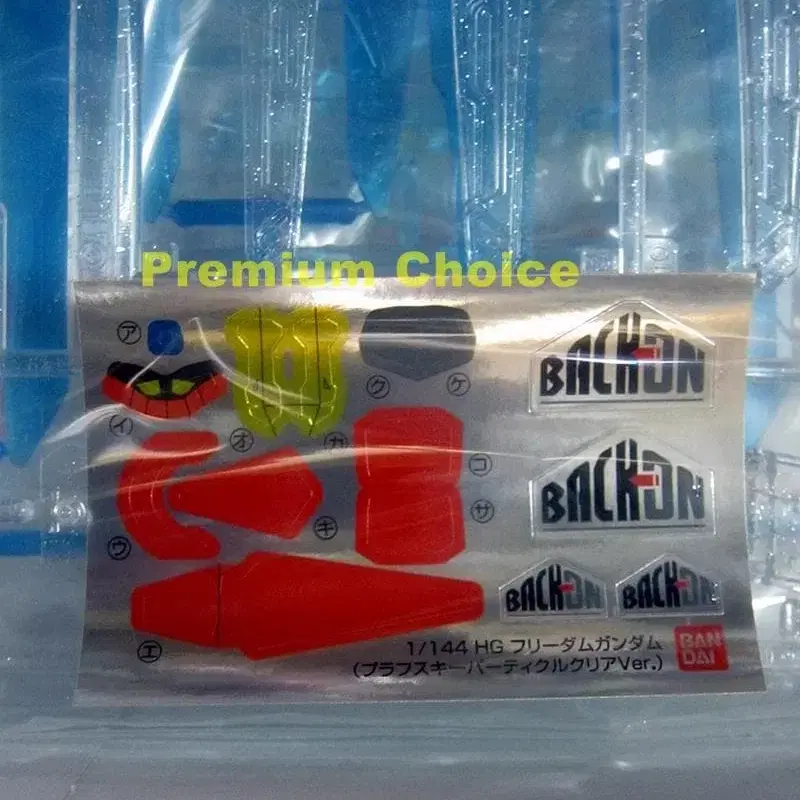 Premium Choice
ア
イ
ウ
エ
オ
カ
キ
ク
ケ
コ
サ
BACK-ON
BACK-ON
BACK-ON
BACK-ON
1/144 HG フリーダムガンダム
(プラフスキーパーティクルクリアVer.)
BAN
DAI